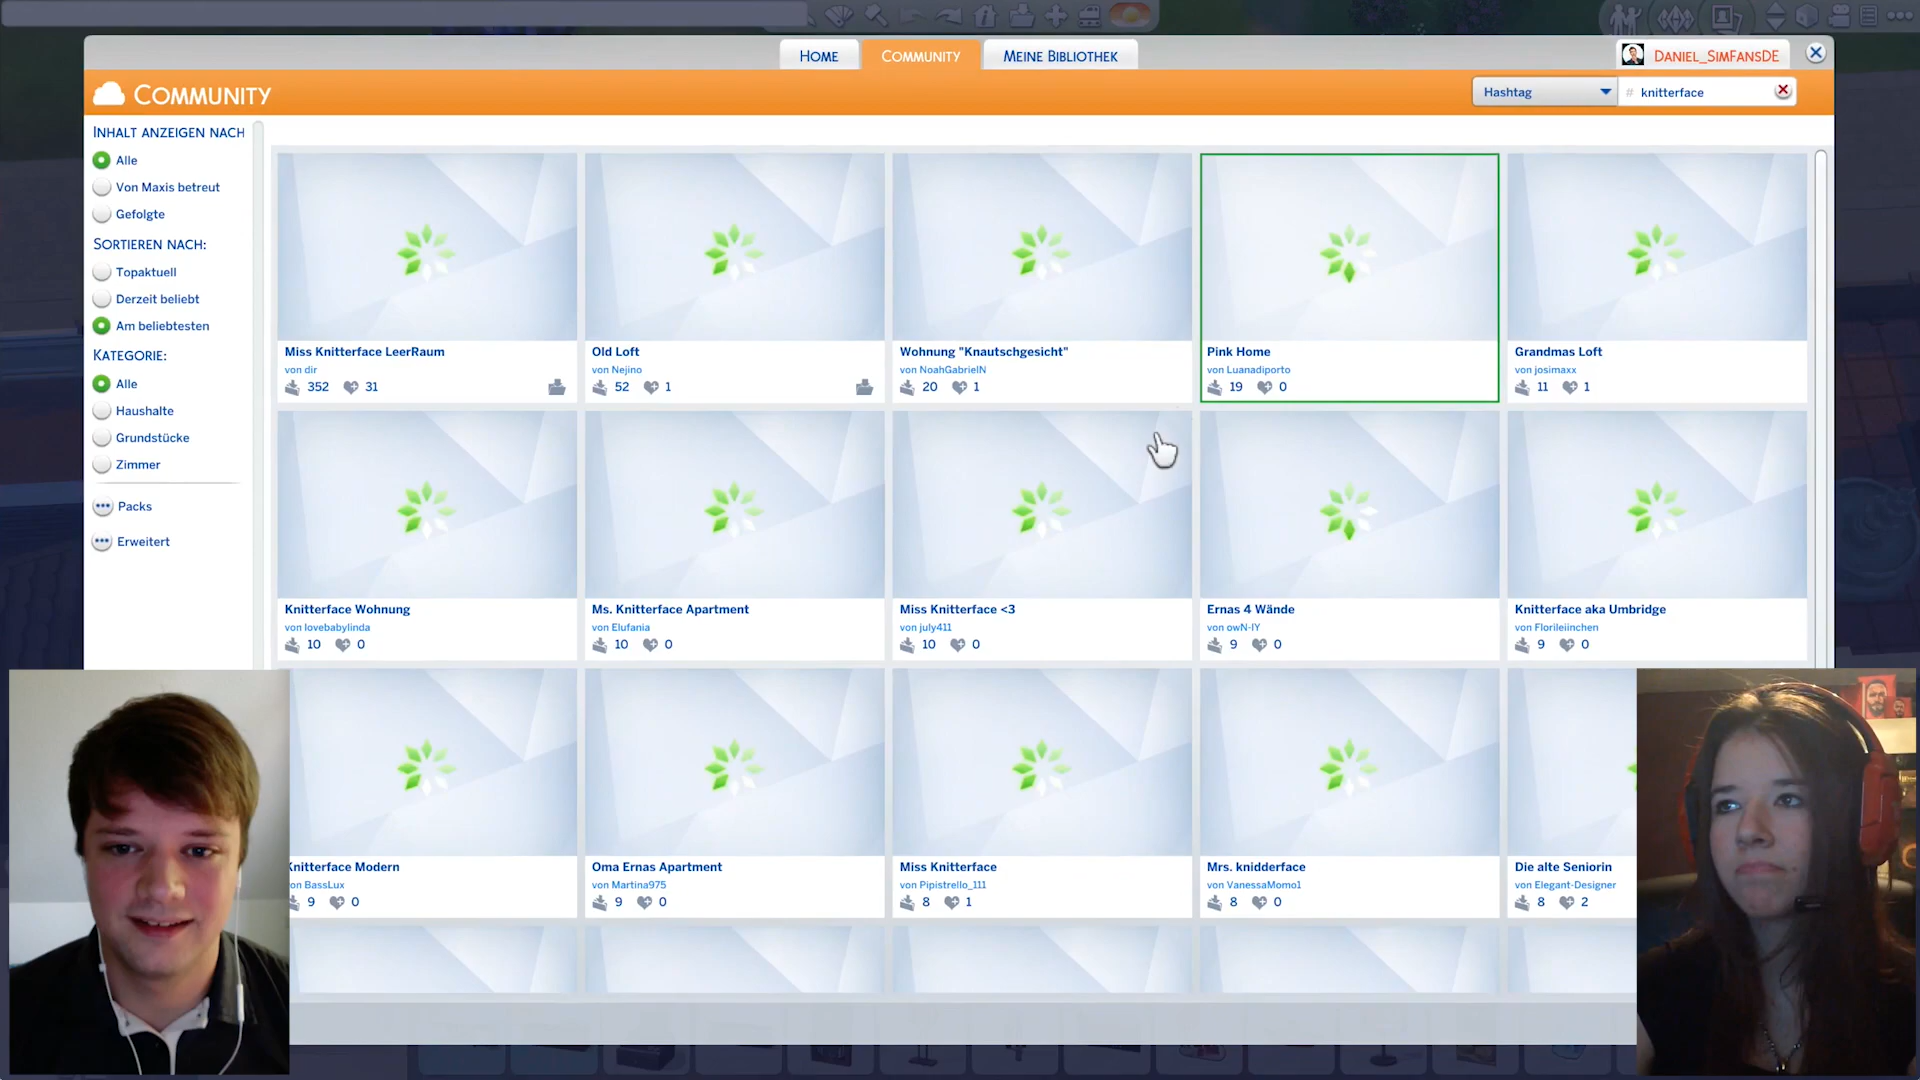 HOME
COMMUNITY
MEINE BIBLIOTHEK
DANIEL_SIMFANSDE
COMMUNITY
Hashtag
# knitterface
INHALT ANZEIGEN NACH
Alle
Von Maxis betreut
Gefolgte
SORTIEREN NACH:
Topaktuell
Derzeit beliebt
Am beliebtesten
KATEGORIE:
Alle
Haushalte
Grundstücke
Zimmer
Packs
Erweitert
Miss Knitterface LeerRaum
von dir
352 31
Old Loft
von Nejino
52 1
Wohnung "Knautschgesicht"
von NoahGabrielN
20 1
Pink Home
von Luanadiporto
19 0
Grandmas Loft
von josimaxx
11 1
Knitterface Wohnung
von lovebabylinda
10 0
Ms. Knitterface Apartment
von Elufania
10 0
Miss Knitterface <3
von july411
10 0
Ernas 4 Wände
von owN-IY
9 0
Knitterface aka Umbridge
von Florileiinchen
9 0
Knitterface Modern
on BassLux
9 0
Oma Ernas Apartment
von Martina975
9 0
Miss Knitterface
von Pipistrello_111
8 1
Mrs. knidderface
von VanessaMomo1
8 0
Die alte Seniorin
von Elegant-Designer
8 2